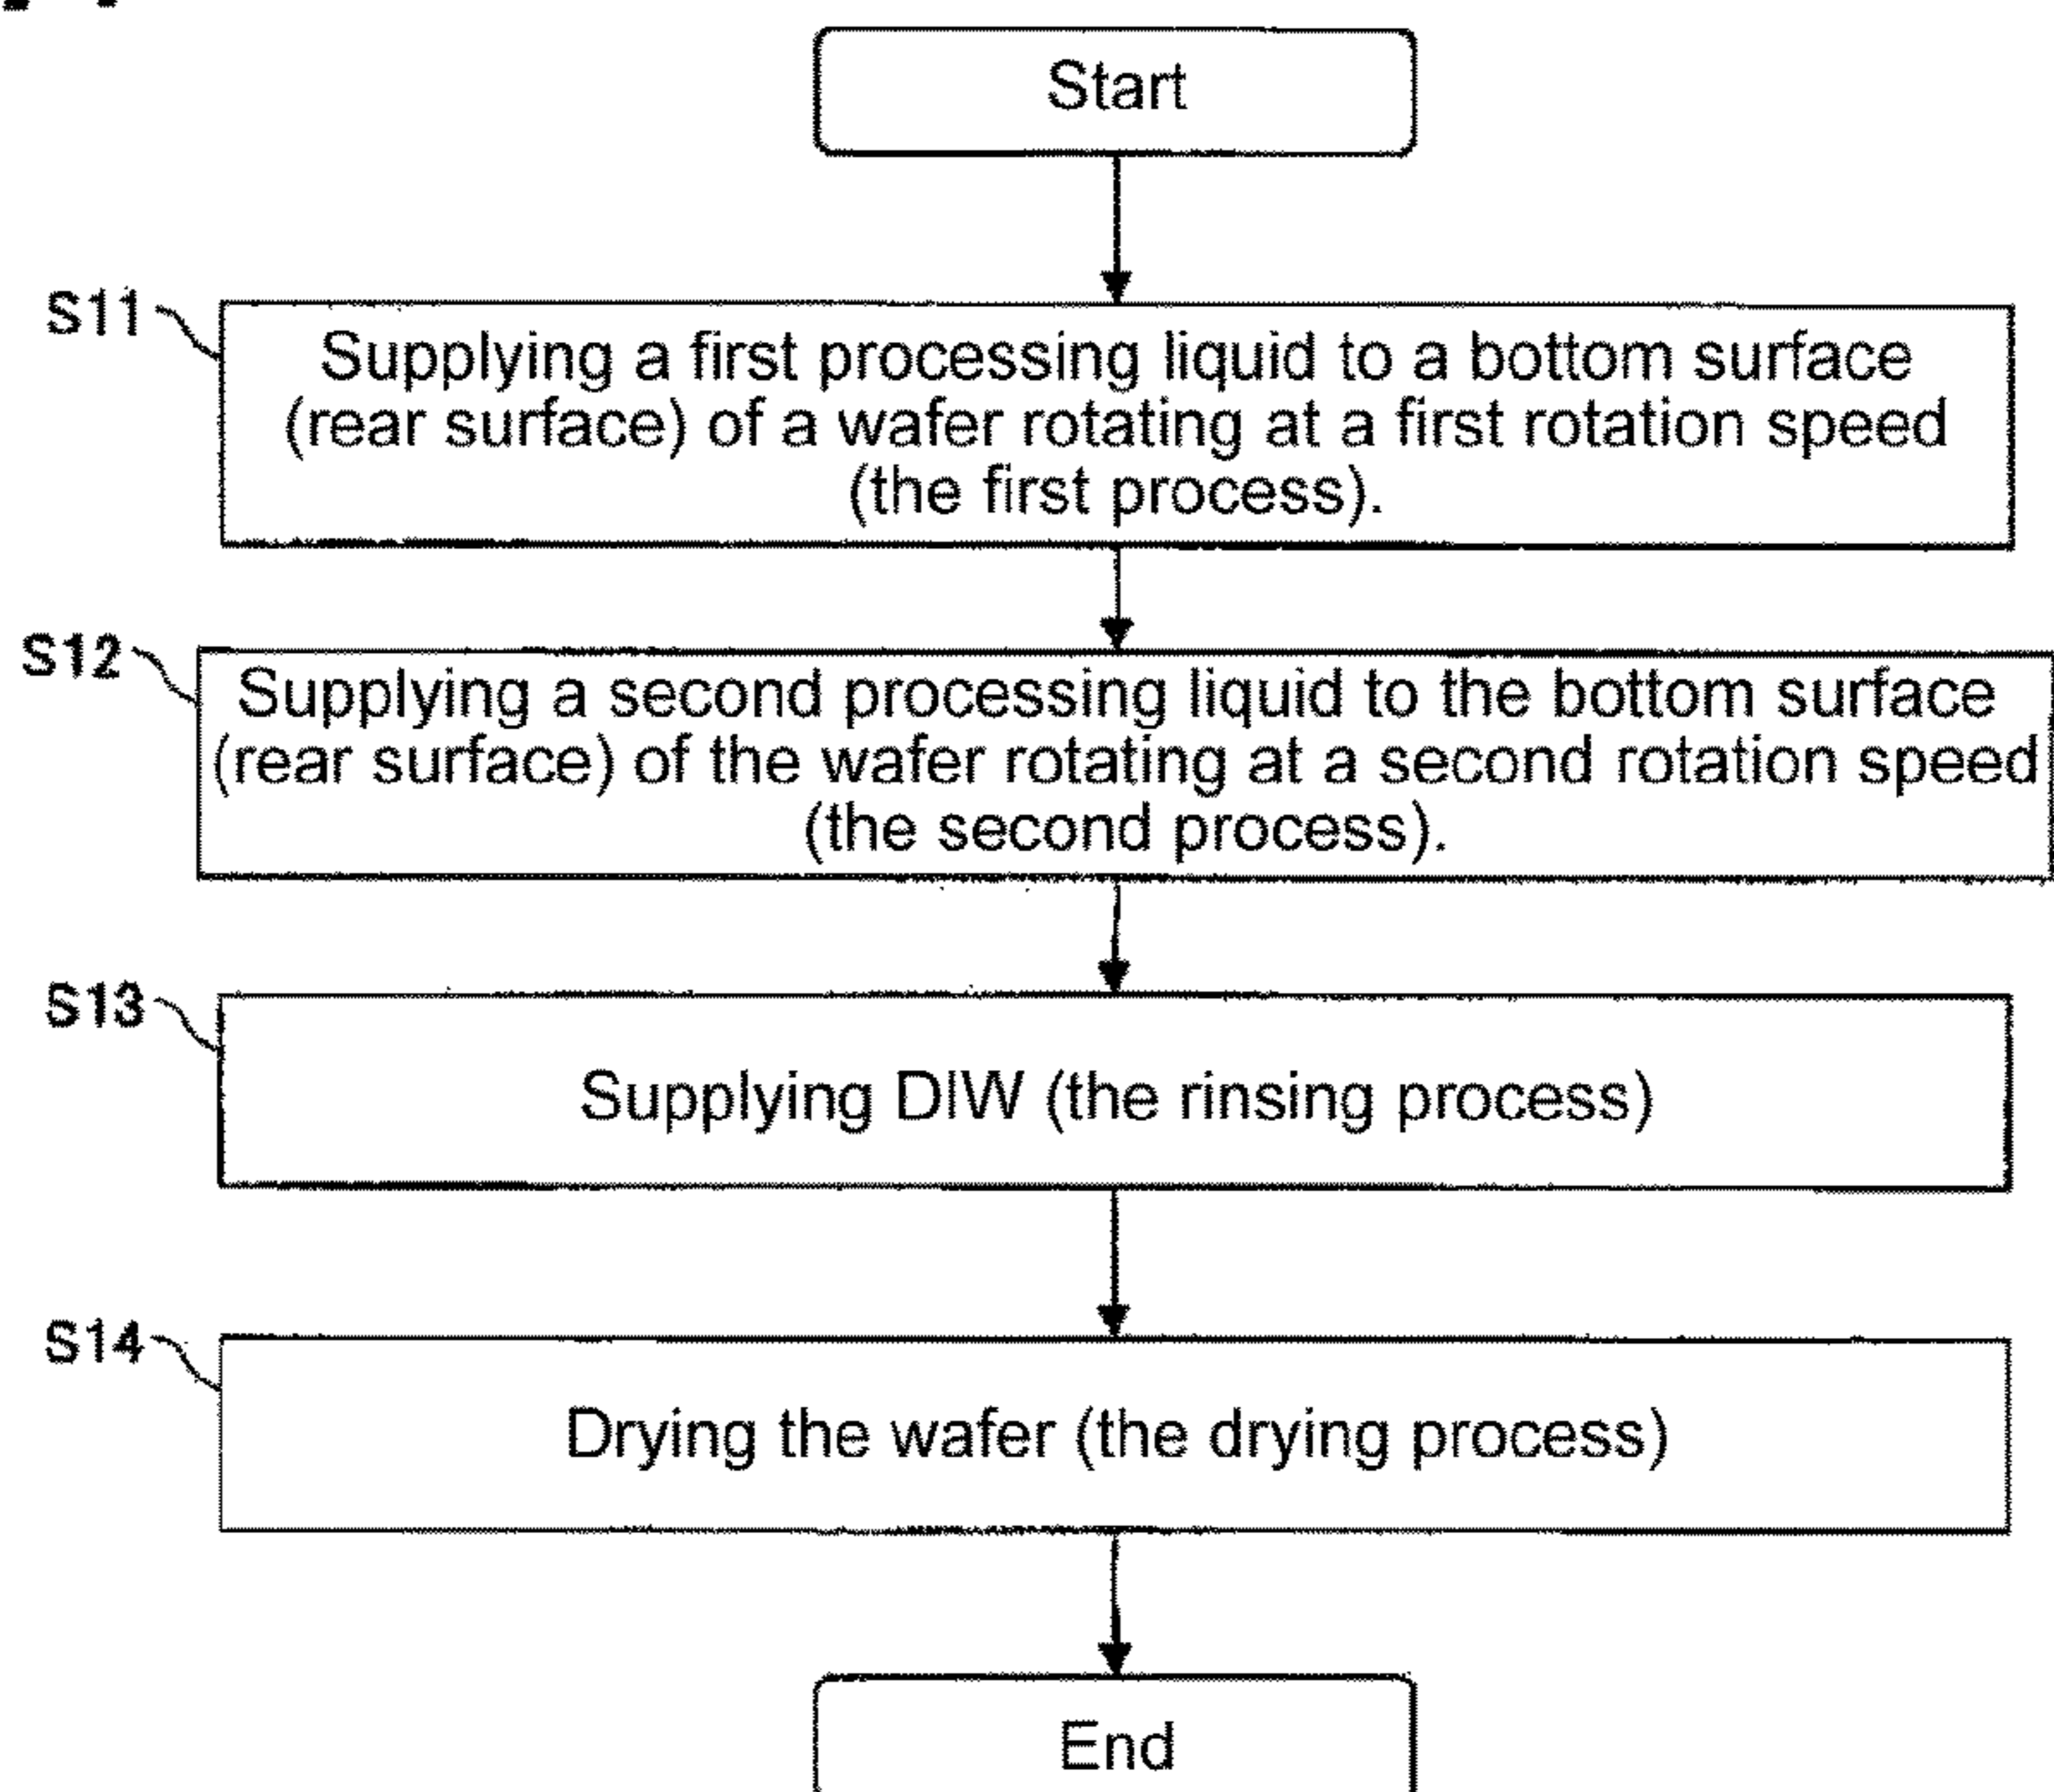 Start
S11
Supplying a first processing liquid to a bottom surface
(rear surface) of a wafer rotating at a first rotation speed
(the first process).
S12
Supplying a second processing liquid to the bottom surface
(rear surface) of the wafer rotating at a second rotation speed
(the second process).
S13
Supplying DIW (the rinsing process)
S14
Drying the wafer (the drying process)
End